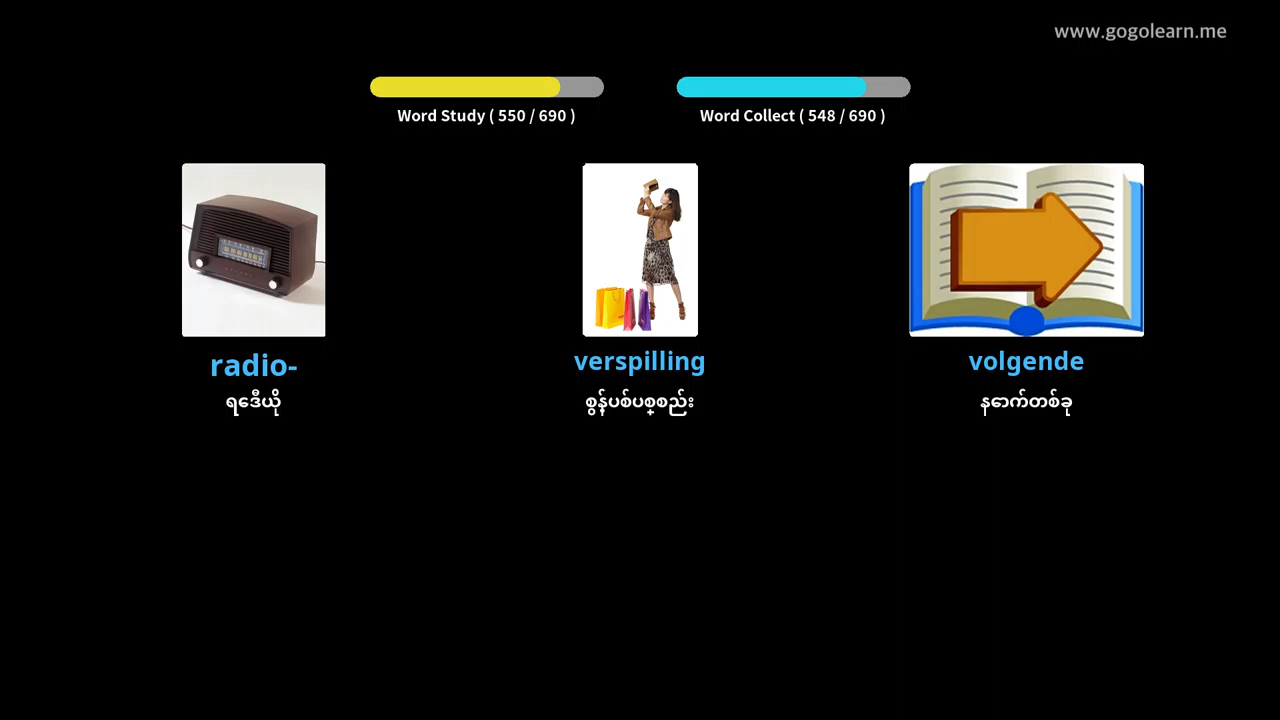 www.gogolearn.me
Word Study ( 550 / 690 )
Word Collect ( 548 / 690 )
radio-
verspilling
volgende
ရေဒီယို
စွန့်ပစ်ပစ္စည်း
နောက်တစ်ခု